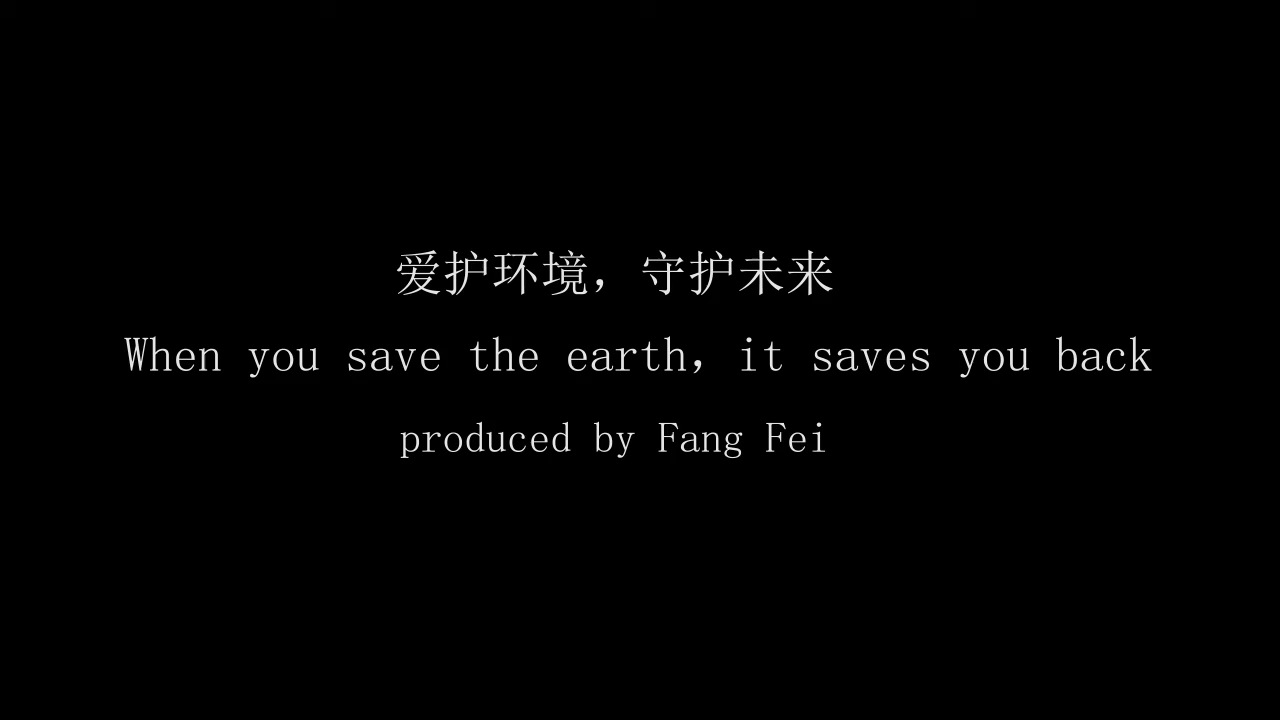 爱护环境，守护未来
When you save the earth，it saves you back
produced by Fang Fei